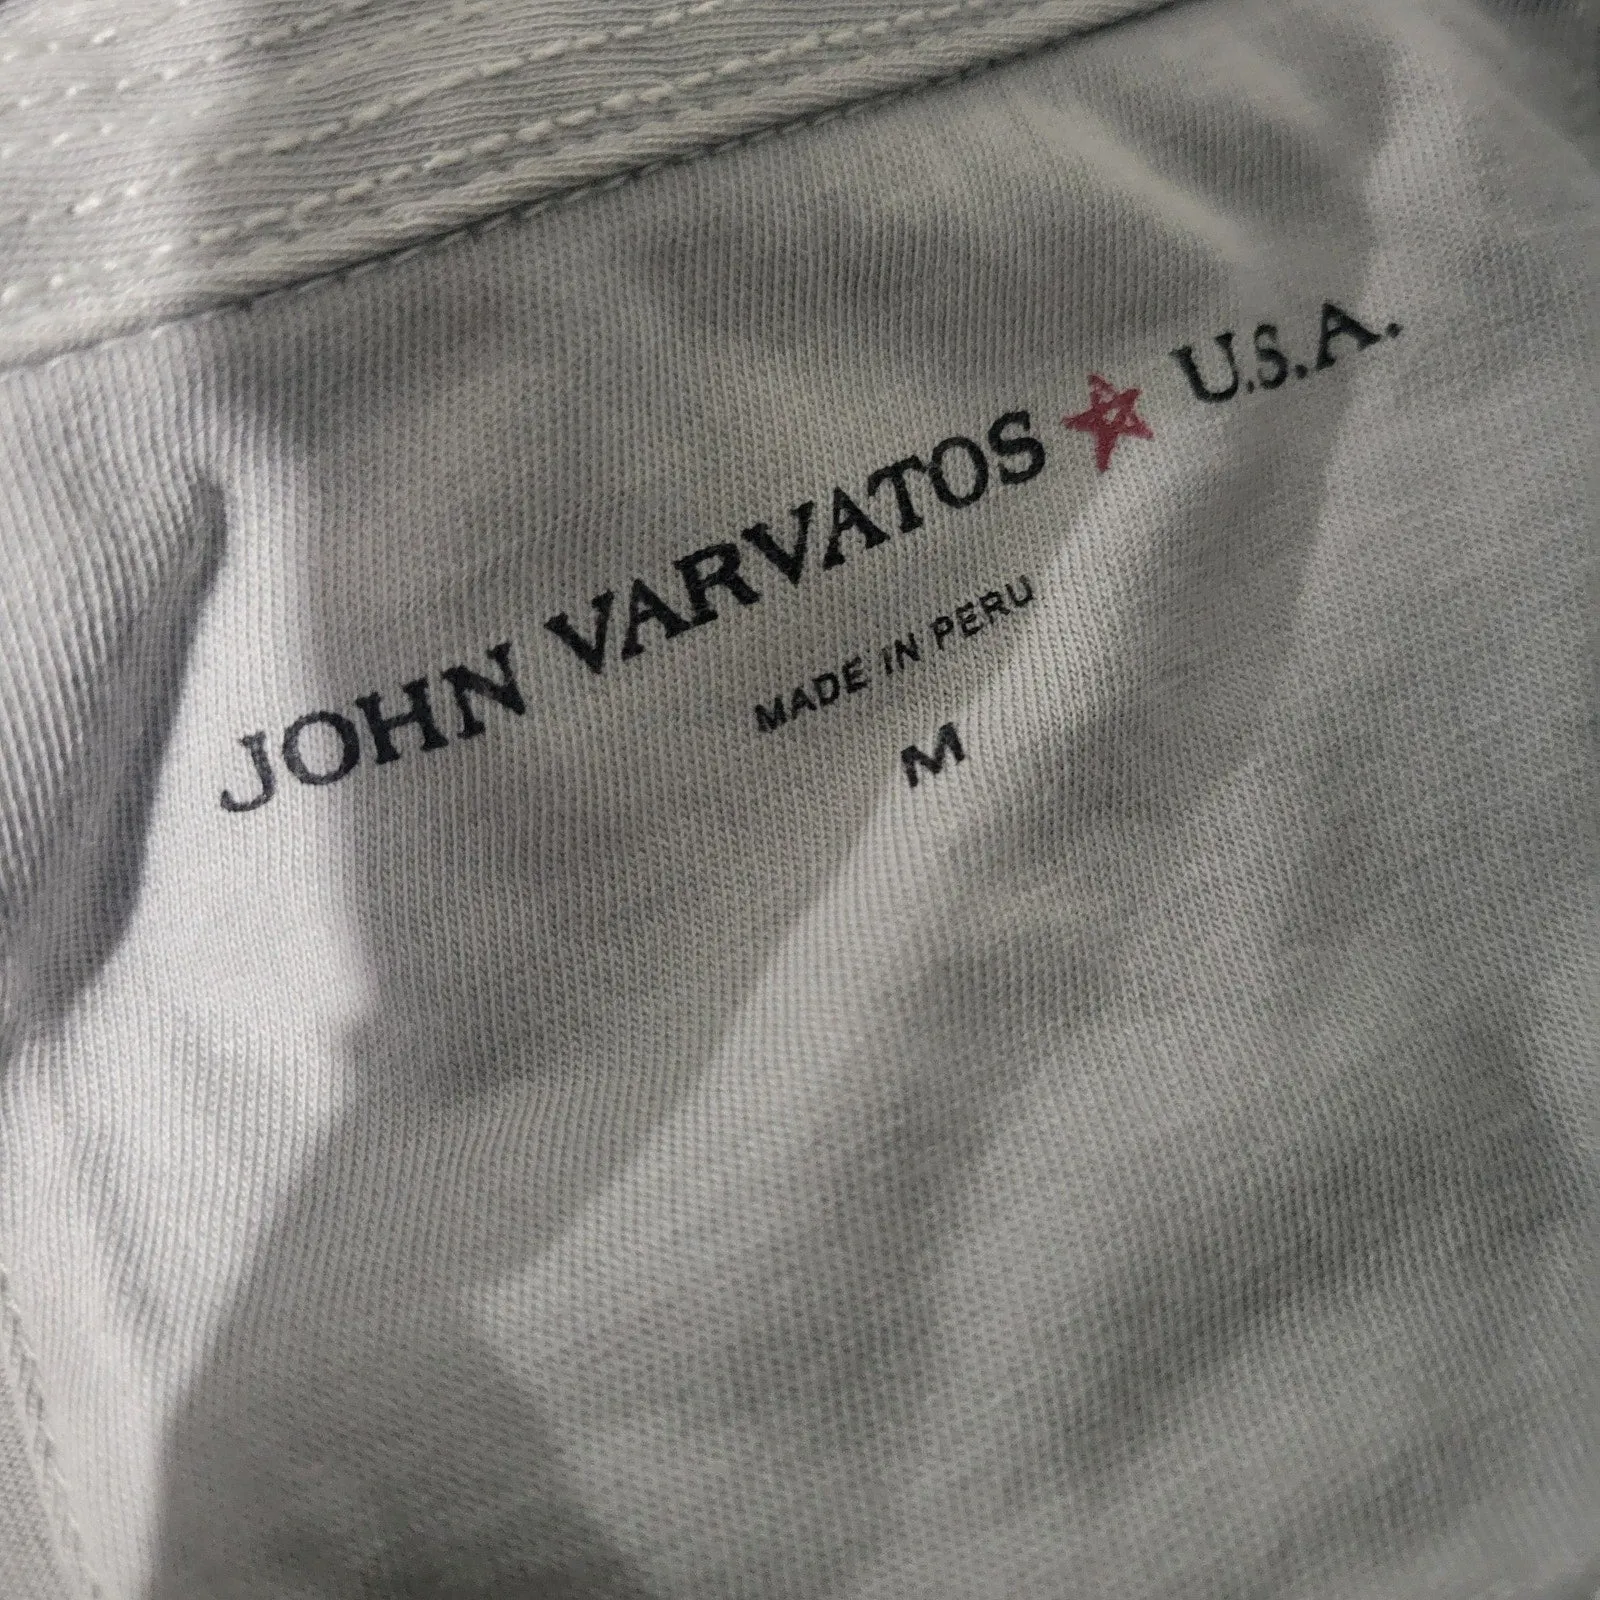 JOHN VARVATOS ★ U.S.A.
MADE IN PERU
M